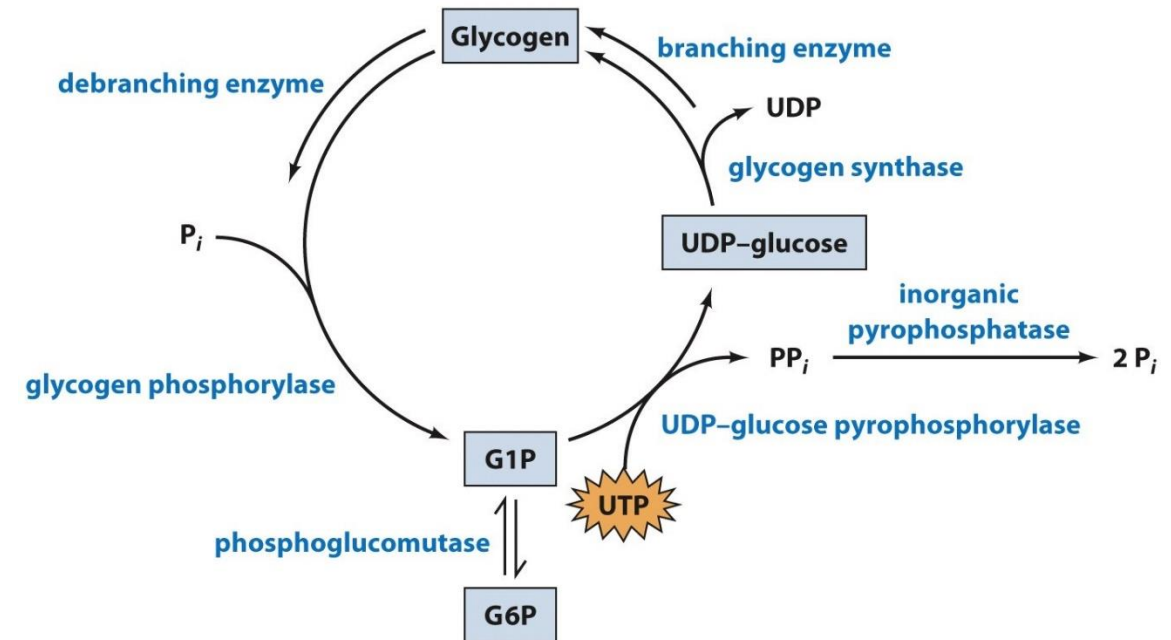 Glycogen
branching enzyme
debranching enzyme
UDP
glycogen synthase
Pi
UDP–glucose
inorganic
pyrophosphatase
PPi
2 Pi
glycogen phosphorylase
UDP–glucose pyrophosphorylase
G1P
UTP
phosphoglucomutase
G6P